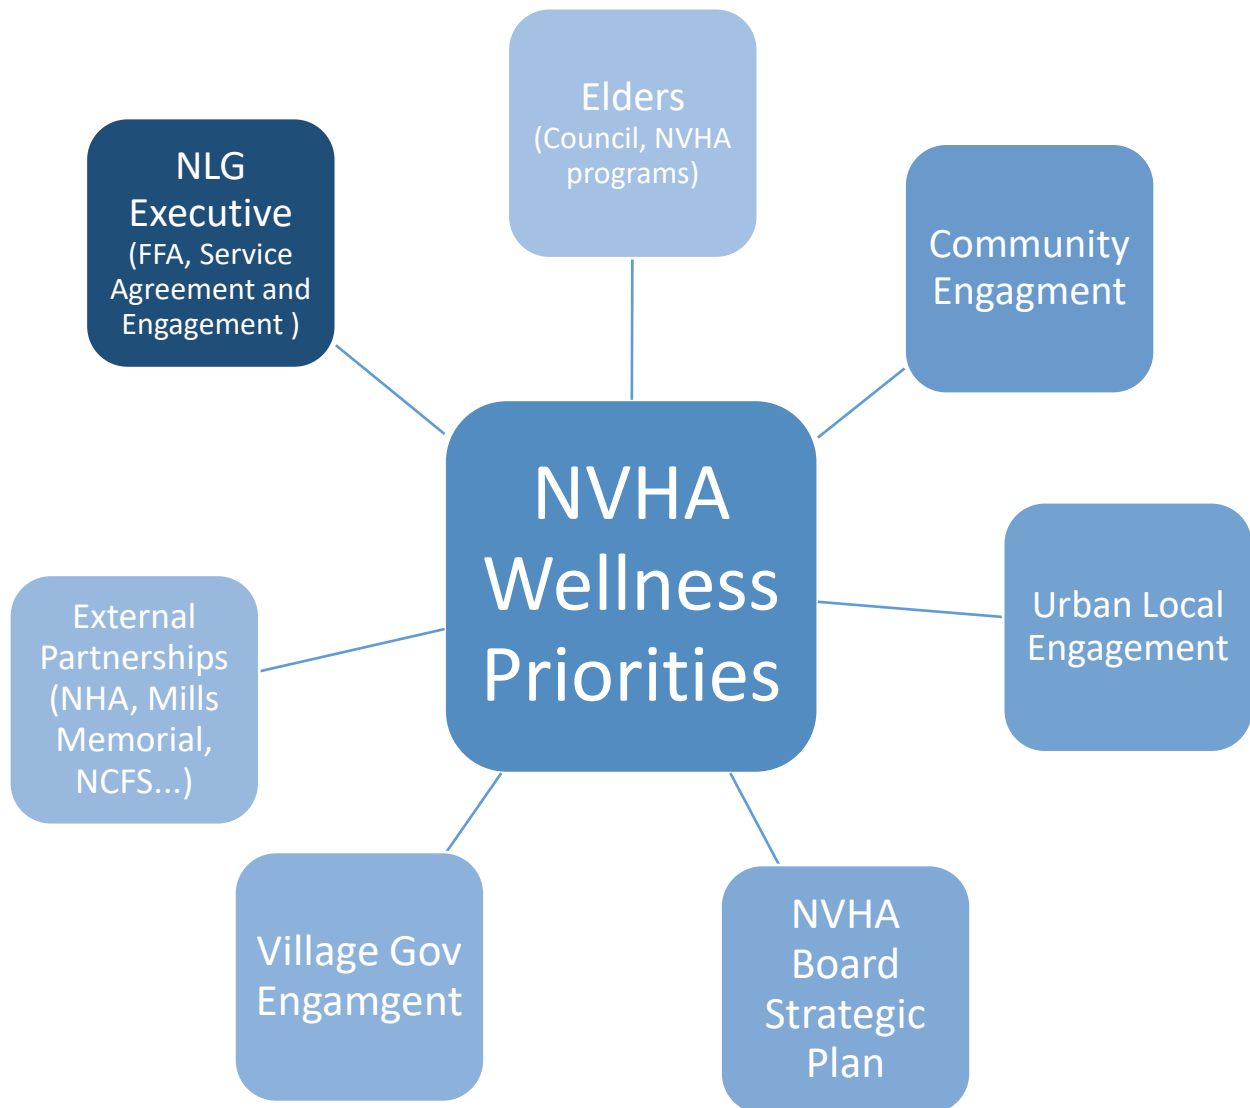 Elders
(Council, NVHA
programs)
NLG
Executive
(FFA, Service
Agreement and
Engagement )
Community
Engagment
NVHA
Wellness
Priorities
Urban Local
Engagement
External
Partnerships
(NHA, Mills
Memorial,
NCFS...)
Village Gov
Engamgent
NVHA
Board
Strategic
Plan